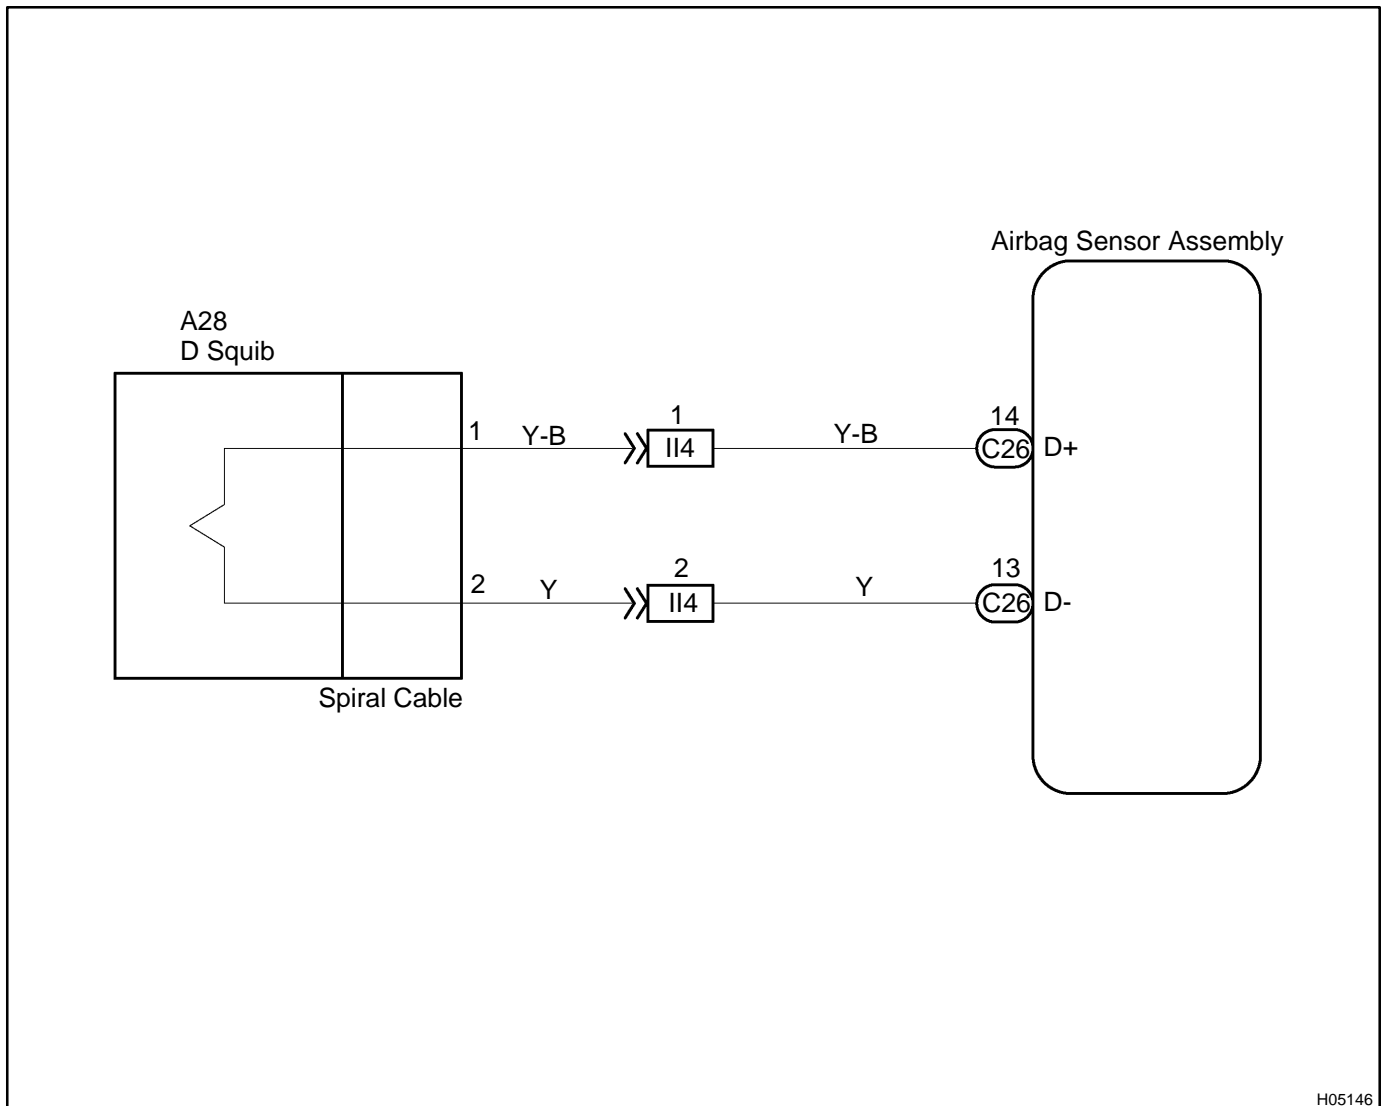 Airbag Sensor Assembly
A28
D Squib
1
Y-B
1
II4
Y-B
14
C26
D+
2
Y
2
II4
Y
13
C26
D-
Spiral Cable
H05146